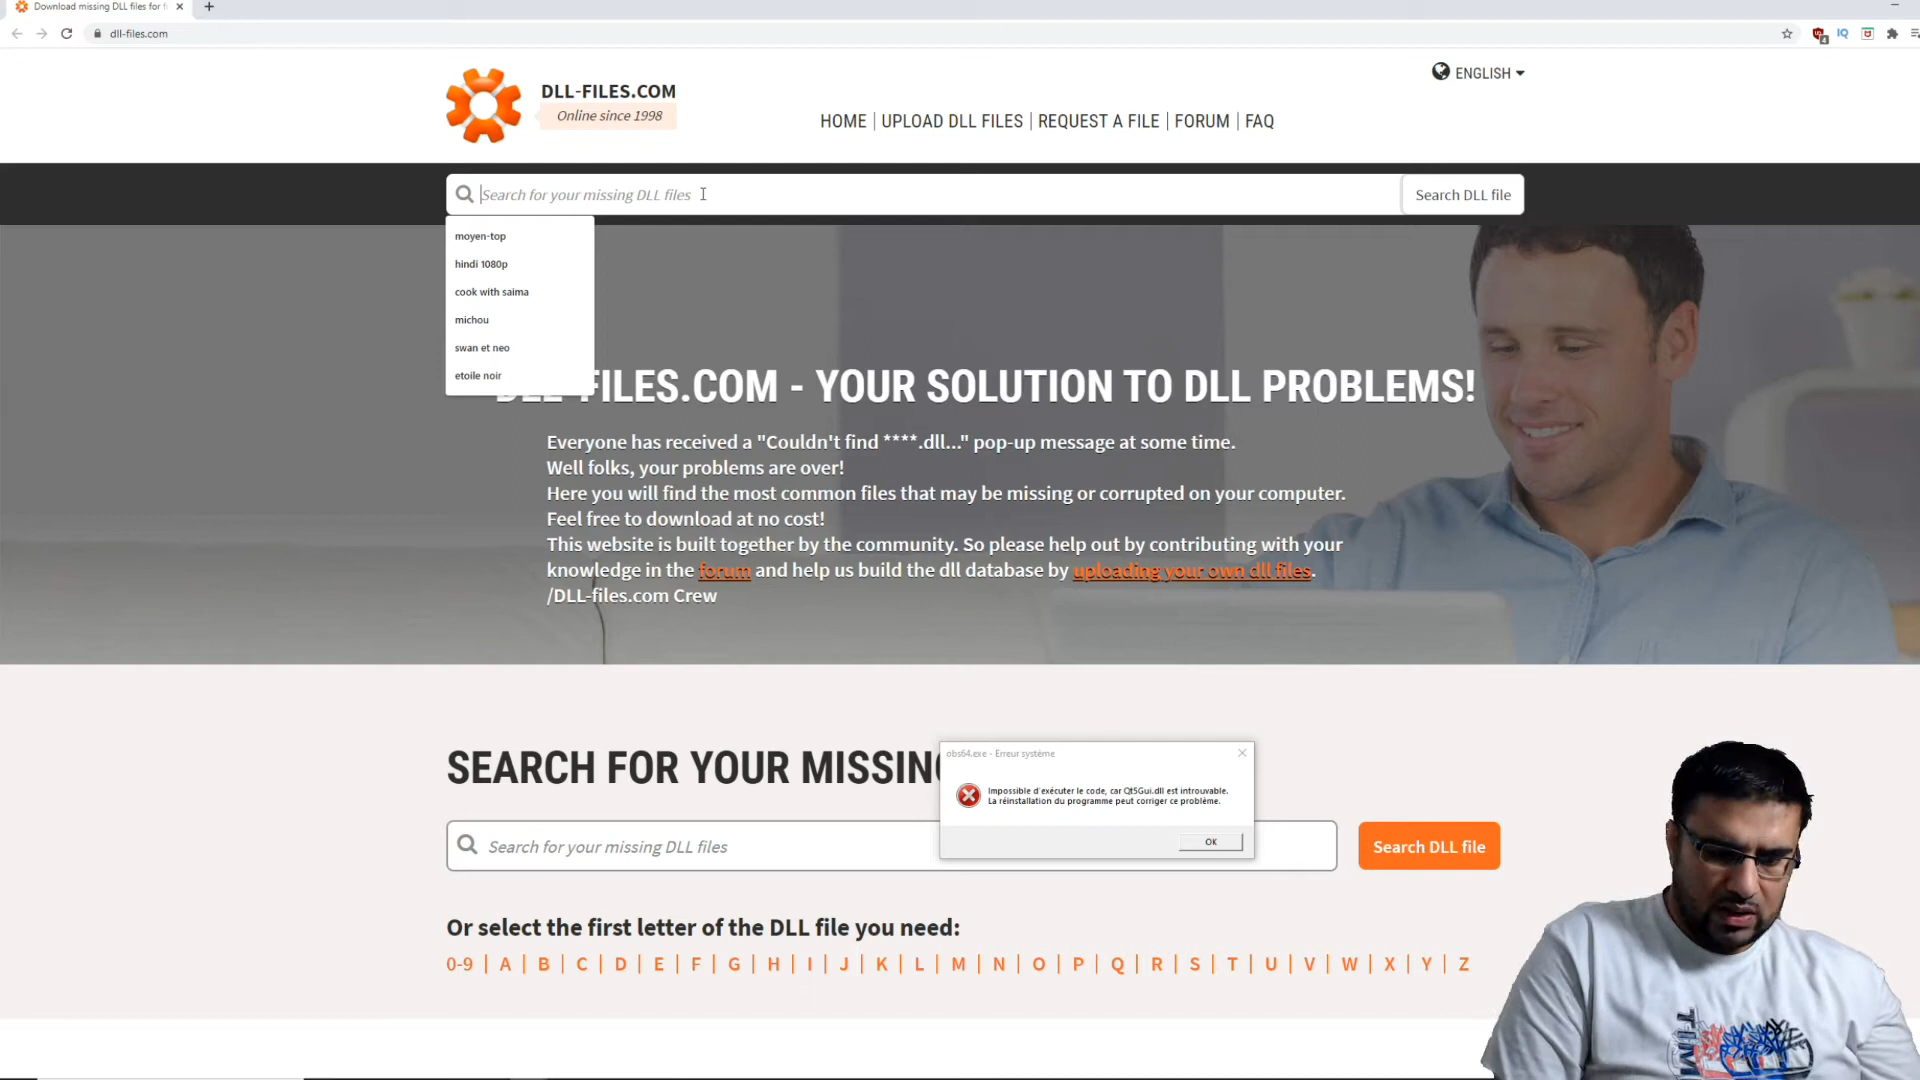 Download missing DLL files for f
dll-files.com
4
IQ
DLL-FILES.COM
Online since 1998
ENGLISH
HOME | UPLOAD DLL FILES | REQUEST A FILE | FORUM | FAQ
Search for your missing DLL files
Search DLL file
moyen-top
hindi 1080p
cook with saima
michou
swan et neo
etoile noir
DLL-FILES.COM - YOUR SOLUTION TO DLL PROBLEMS!
Everyone has received a "Couldn't find ****.dll..." pop-up message at some time.
Well folks, your problems are over!
Here you will find the most common files that may be missing or corrupted on your computer.
Feel free to download at no cost!
This website is built together by the community. So please help out by contributing with your
knowledge in the forum and help us build the dll database by uploading your own dll files.
/DLL-files.com Crew
SEARCH FOR YOUR MISSING
obs64.exe - Erreur système
Impossible d'exécuter le code, car Qt5Gui.dll est introuvable.
La réinstallation du programme peut corriger ce problème.
OK
Search for your missing DLL files
Search DLL file
Or select the first letter of the DLL file you need:
0-9 | A | B | C | D | E | F | G | H | I | J | K | L | M | N | O | P | Q | R | S | T | U | V | W | X | Y | Z